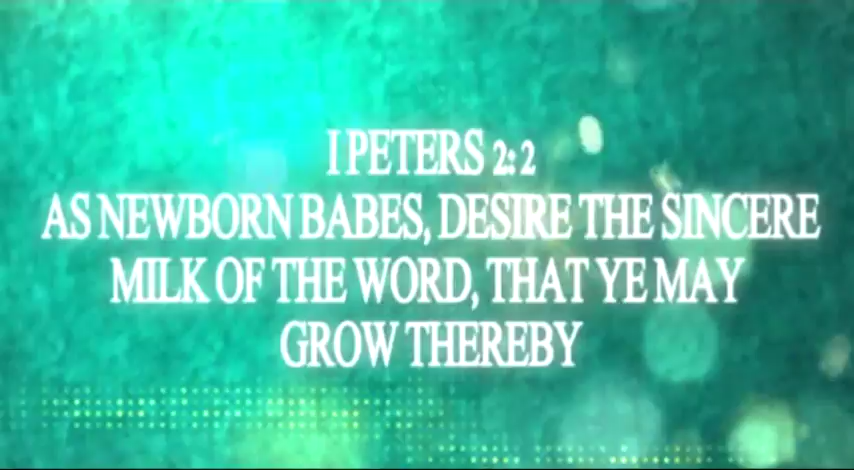 I PETERS 2: 2
AS NEWBORN BABES, DESIRE THE SINCERE
MILK OF THE WORD, THAT YE MAY
GROW THEREBY